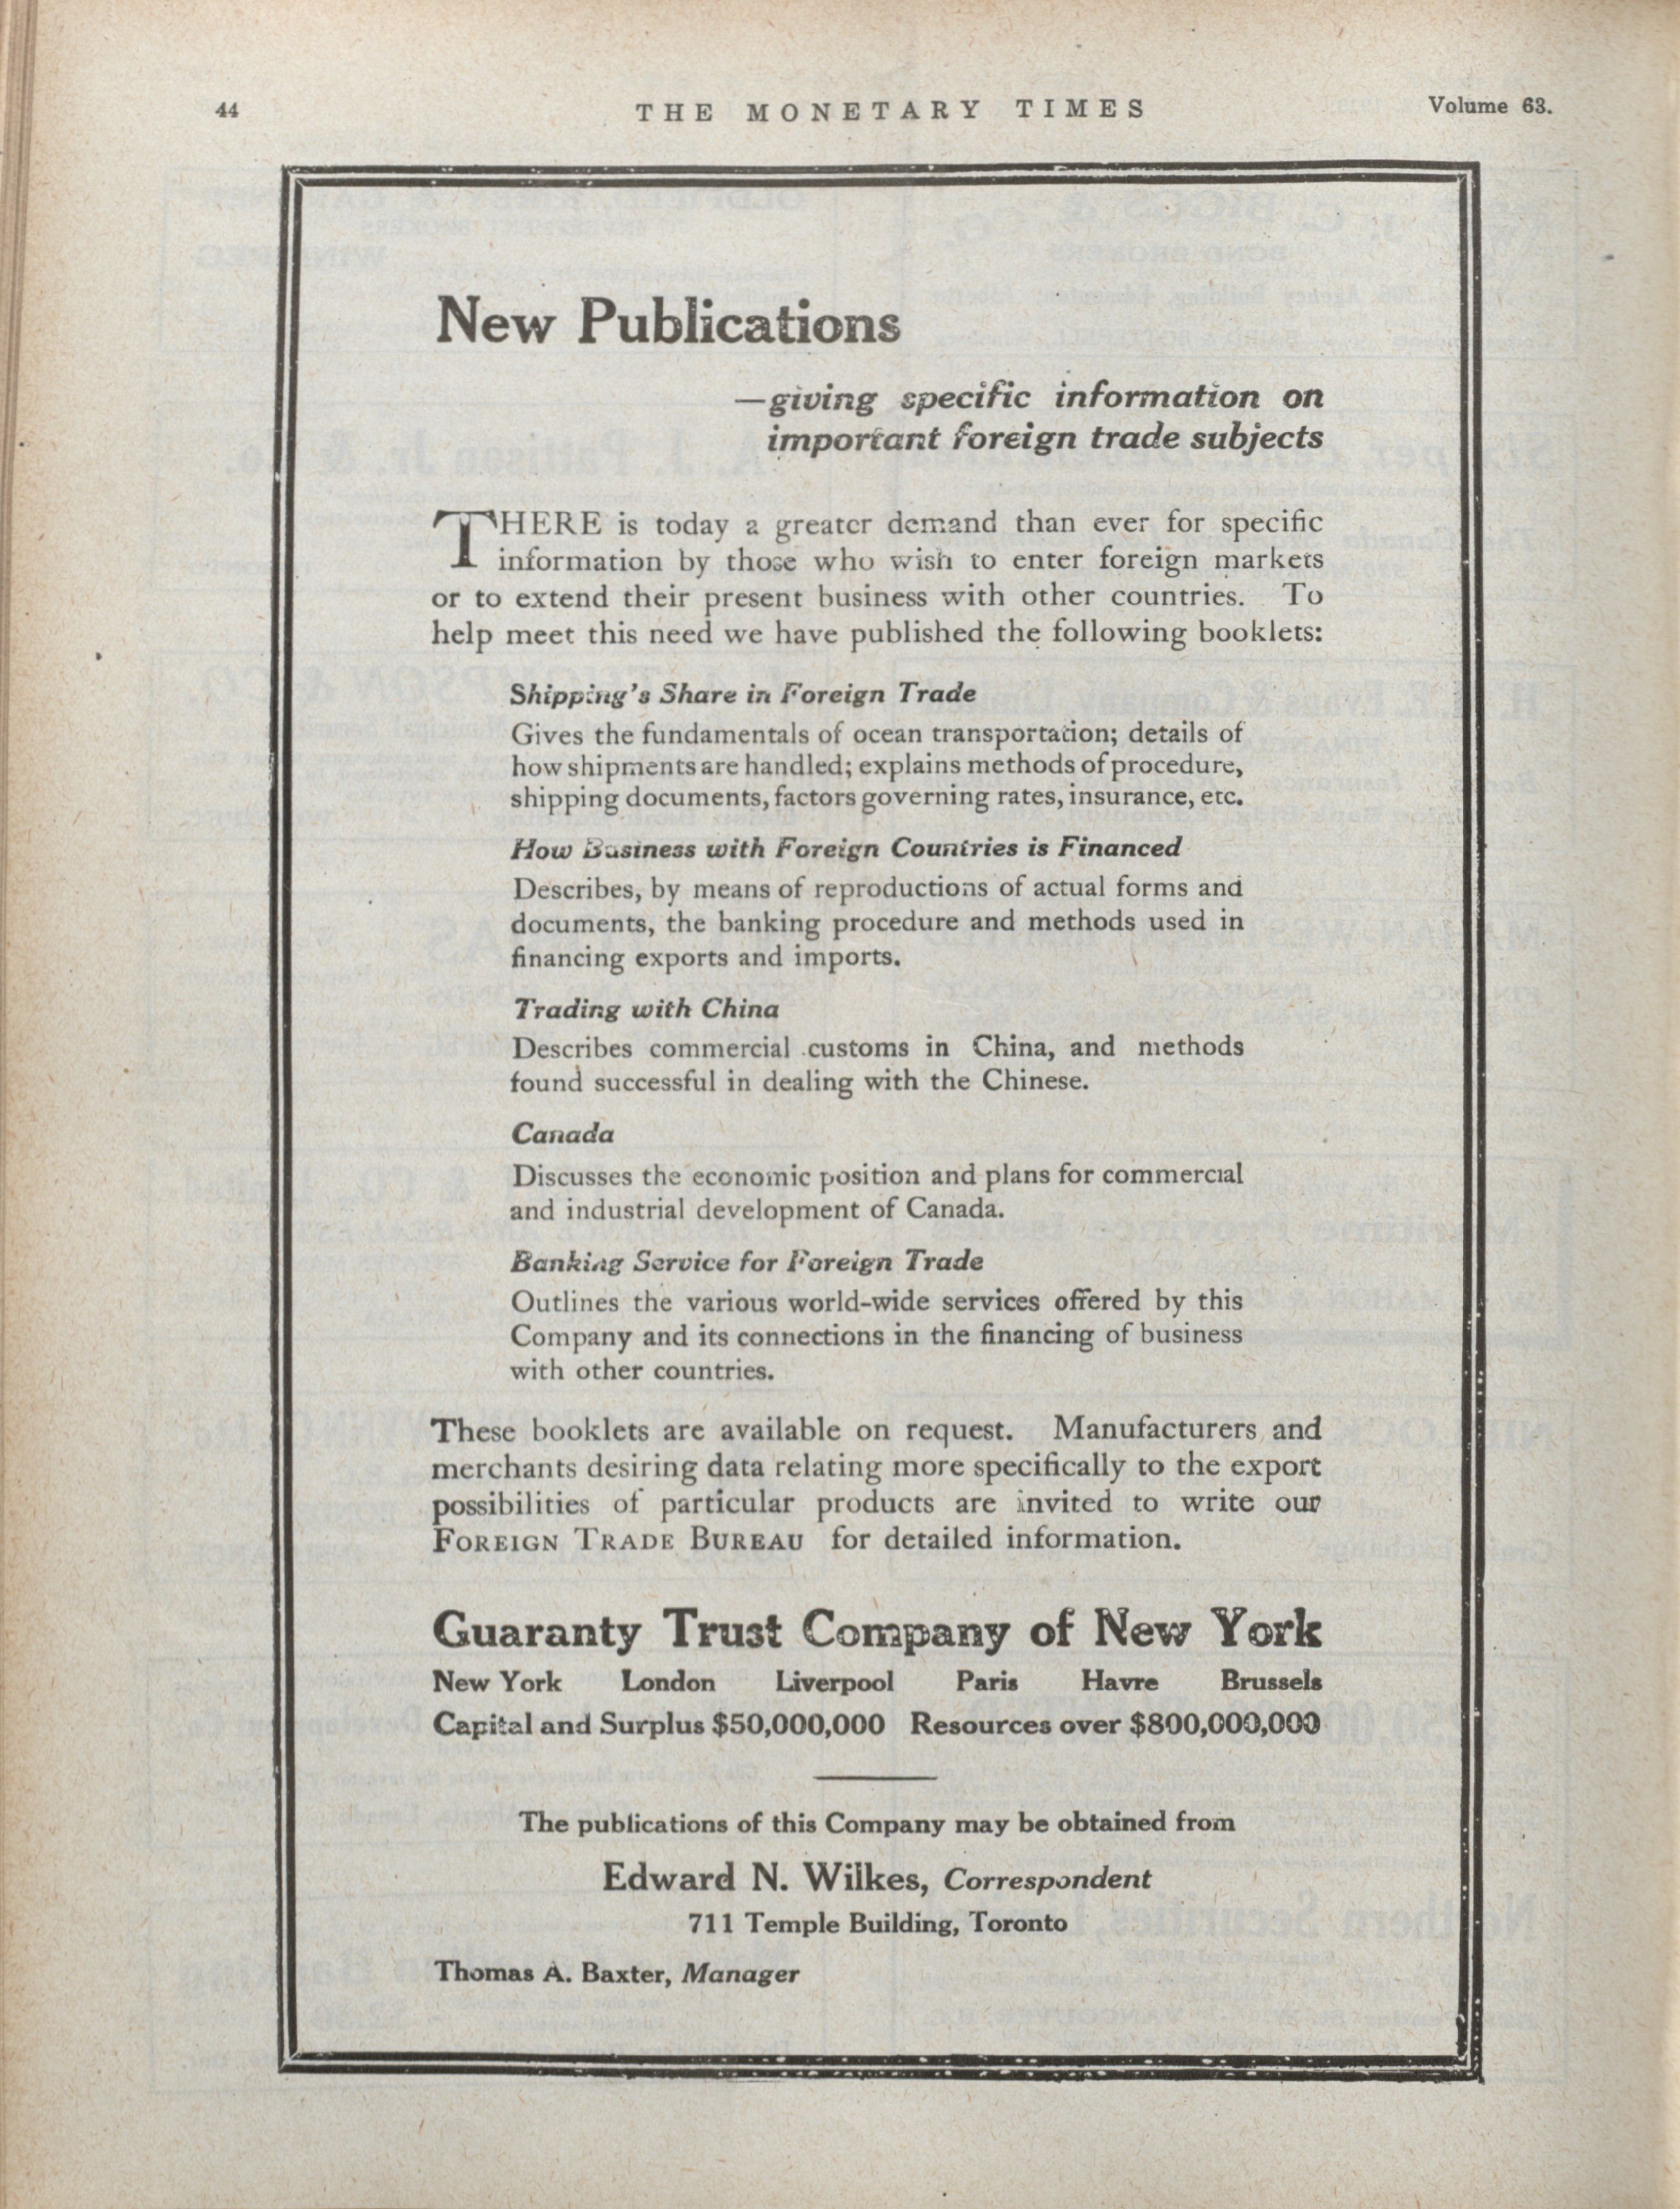 44
THE MONETARY TIMES
Volume 63.
New Publications
—giving specific information on
important foreign trade subjects
THERE is today a greater demand than ever for specific
information by those who wish to enter foreign markets
or to extend their present business with other countries. To
help meet this need we have published the following booklets:
Shipping's Share in Foreign Trade
Gives the fundamentals of ocean transportation; details of
how shipments are handled; explains methods of procedure,
shipping documents, factors governing rates, insurance, etc.
How Business with Foreign Countries is Financed
Describes, by means of reproductions of actual forms and
documents, the banking procedure and methods used in
financing exports and imports.
Trading with China
Describes commercial customs in China, and methods
found successful in dealing with the Chinese.
Canada
Discusses the economic position and plans for commercial
and industrial development of Canada.
Banking Service for Foreign Trade
Outlines the various world-wide services offered by this
Company and its connections in the financing of business
with other countries.
These booklets are available on request. Manufacturers and
merchants desiring data relating more specifically to the export
possibilities of particular products are invited to write our
FOREIGN TRADE BUREAU for detailed information.
Guaranty Trust Company of New York
New York London Liverpool Paris Havre Brussels
Capital and Surplus $50,000,000 Resources over $800,000,000
The publications of this Company may be obtained from
Edward N. Wilkes, Correspondent
711 Temple Building, Toronto
Thomas A. Baxter, Manager